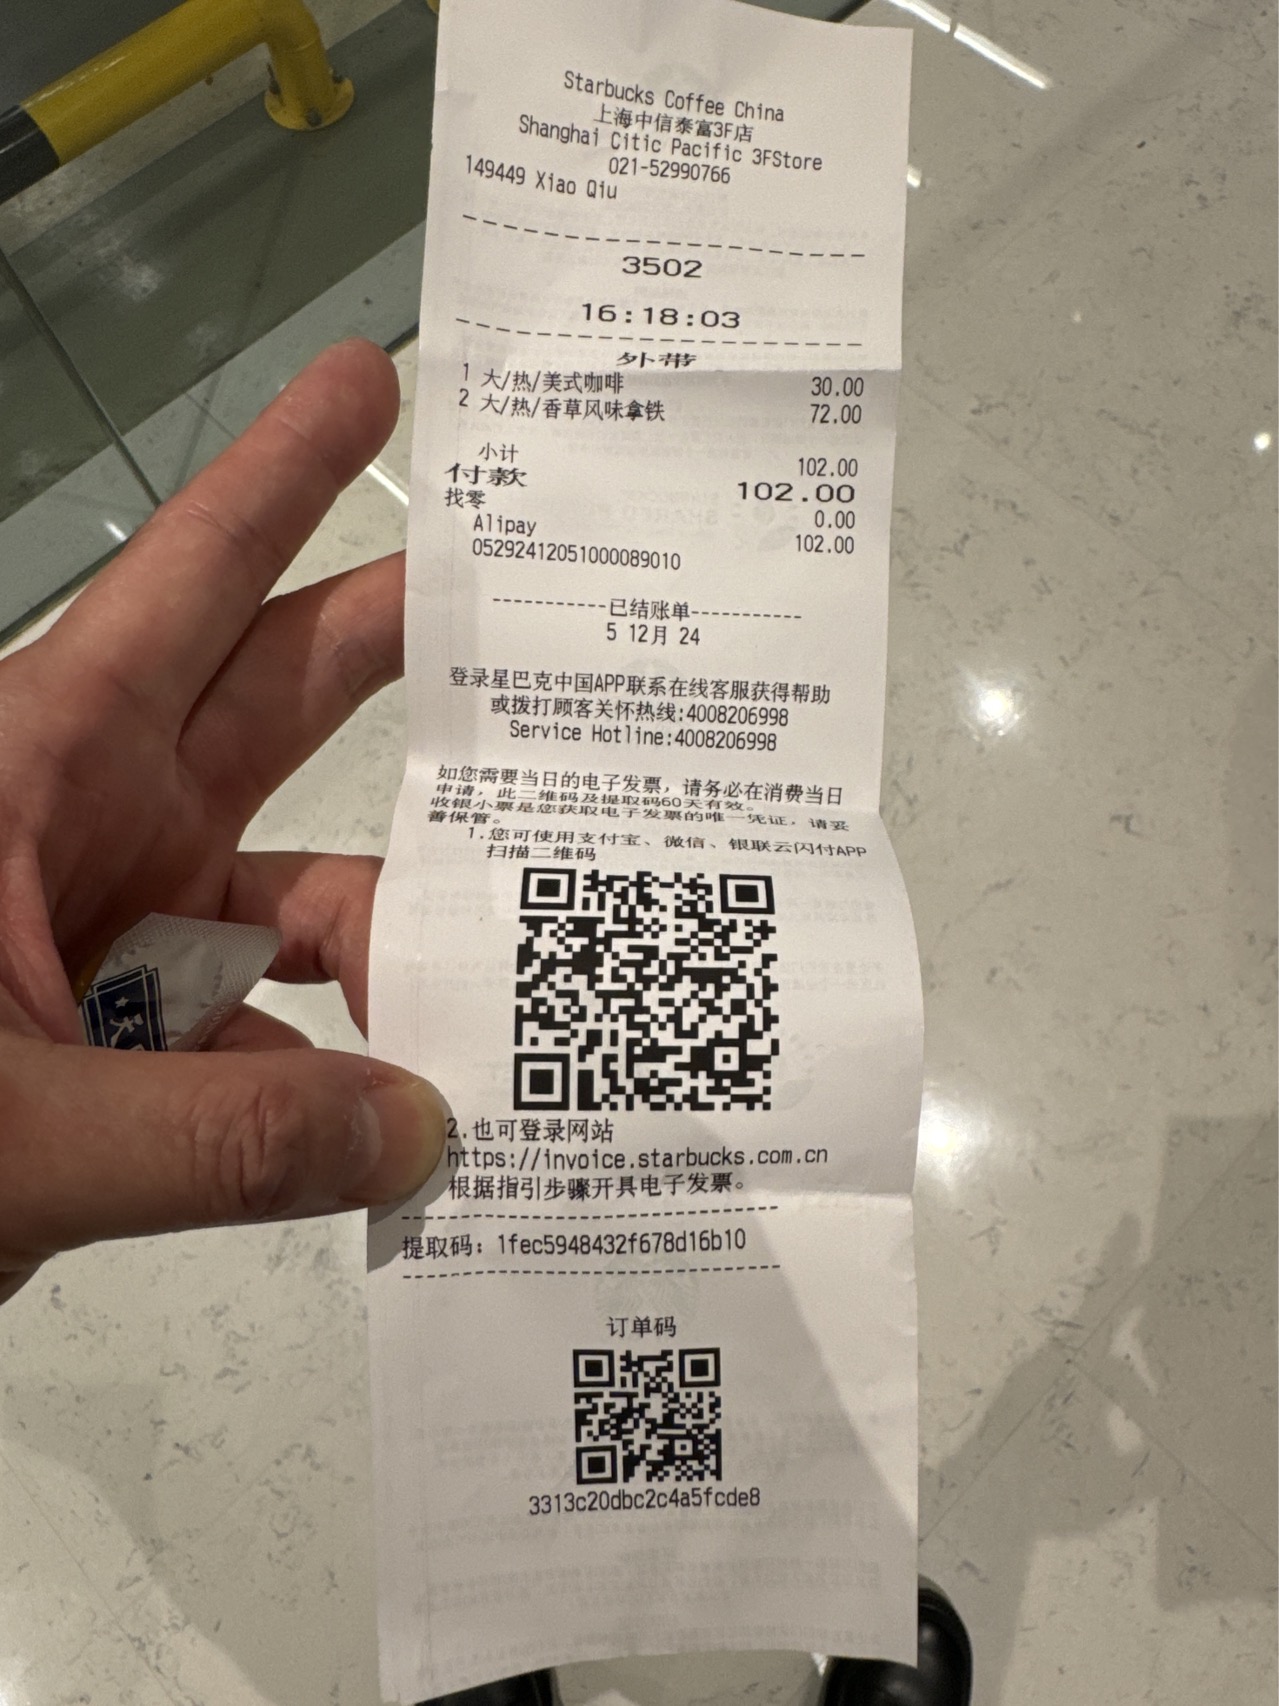 Starbucks Coffee China
上海中信泰富3F店
Shanghai Citic Pacific 3FStore
021-52990766
149449 Xiao Qiu
3502
16:18:03
外带
1 大/热/美式咖啡 30.00
2 大/热/香草风味拿铁 72.00
小计 102.00
付款 102.00
找零 0.00
Alipay 102.00
05292412051000089010
-----------已结账单-----------
5 12月 24
登录星巴克中国APP联系在线客服获得帮助
或拨打顾客关怀热线:4008206998
Service Hotline:4008206998
如您需要当日的电子发票，请务必在消费当日
申请，此二维码及提取码60天有效。
收银小票是您获取电子发票的唯一凭证，请妥
善保管。
1.您可使用支付宝、微信、银联云闪付APP
扫描二维码
2.也可登录网站
https://invoice.starbucks.com.cn
根据指引步骤开具电子发票。
提取码：1fec5948432f678d16b10
订单码
3313c20dbc2c4a5fcde8